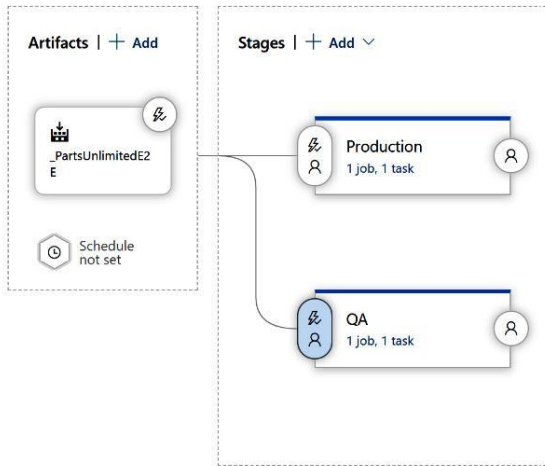 Artifacts | + Add
_PartsUnlimitedE2
E
Schedule
not set
Stages | + Add
Production
1 job, 1 task
QA
1 job, 1 task